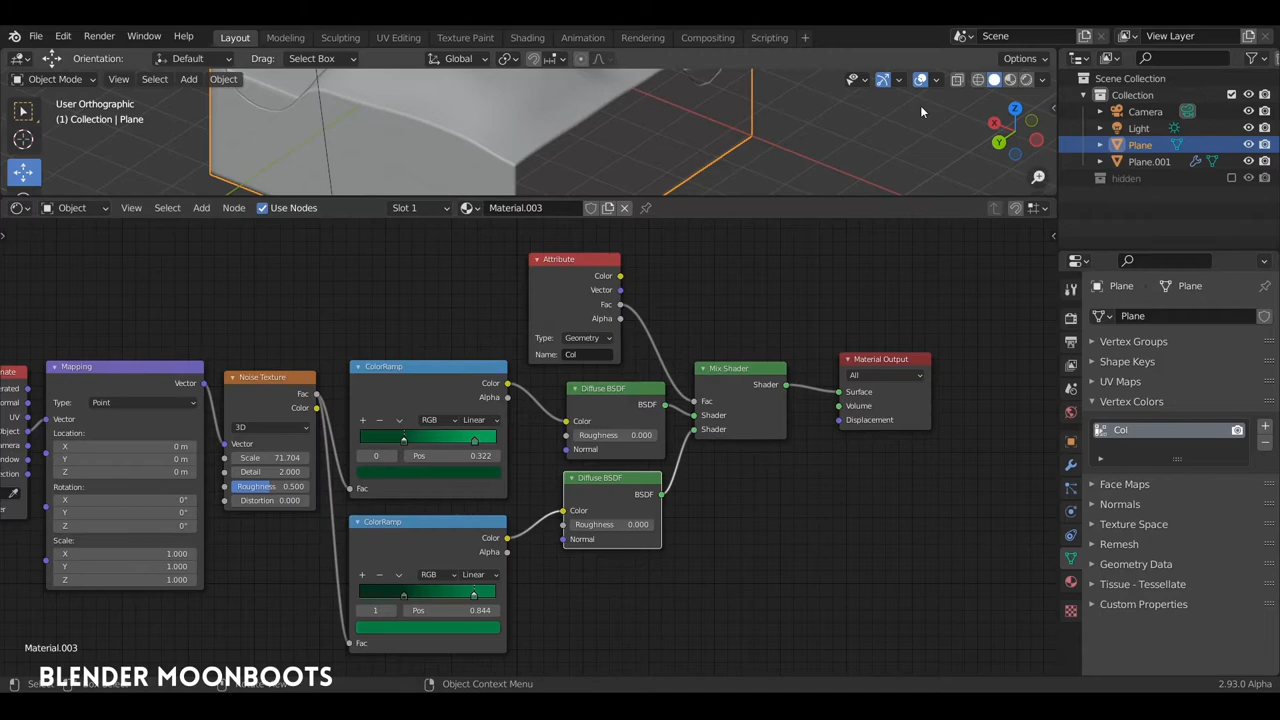 File Edit Render Window Help Layout Modeling Sculpting UV Editing Texture Paint Shading Animation Rendering Compositing Scripting + Scene View Layer
Orientation: Default Drag: Select Box Global Options
Object Mode View Select Add Object
User Orthographic
(1) Collection | Plane
Z
X
Y
Scene Collection
Collection
Camera
Light
Plane
Plane.001
hidden
Object View Select Add Node Use Nodes Slot 1 Material.003
Attribute
Color
Vector
Fac
Alpha
Type: Geometry
Name: Col
Mapping
Vector
Type: Point
Vector
Location:
X 0 m
Y 0 m
Z 0 m
Rotation:
X 0°
Y 0°
Z 0°
Scale:
X 1.000
Y 1.000
Z 1.000
Noise Texture
Fac
Color
3D
Vector
Scale 71.704
Detail 2.000
Roughness 0.500
Distortion 0.000
ColorRamp
Color
Alpha
+ − RGB Linear
0 Pos 0.322
Fac
ColorRamp
Color
Alpha
+ − RGB Linear
1 Pos 0.844
Fac
Diffuse BSDF
BSDF
Color
Roughness 0.000
Normal
Diffuse BSDF
BSDF
Color
Roughness 0.000
Normal
Mix Shader
Shader
Fac
Shader
Shader
Material Output
All
Surface
Volume
Displacement
Plane Plane
Plane
Vertex Groups
Shape Keys
UV Maps
Vertex Colors
Col
Face Maps
Normals
Texture Space
Remesh
Geometry Data
Tissue - Tessellate
Custom Properties
Material.003
BLENDER MOONBOOTS
Object Context Menu
2.93.0 Alpha